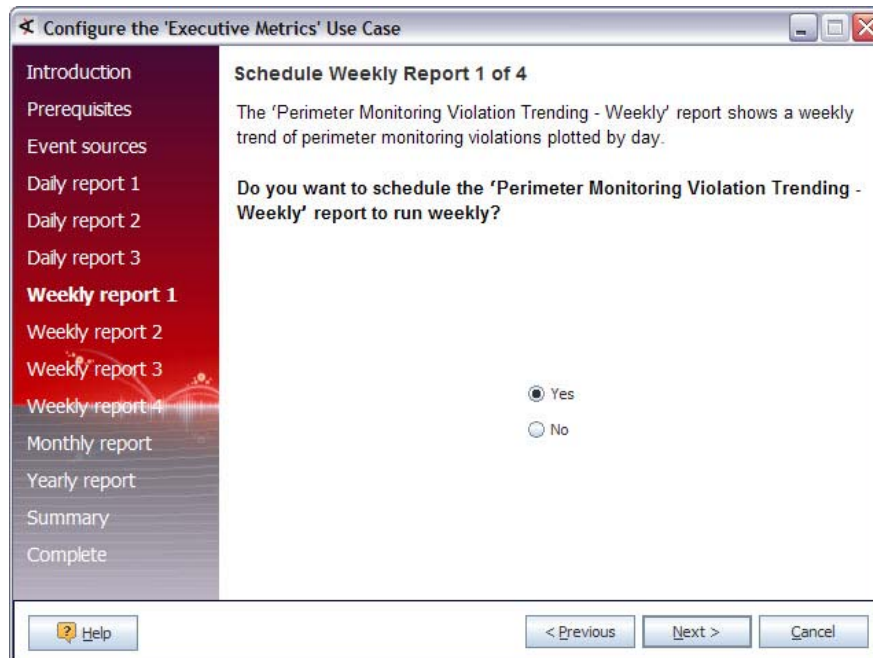 Configure the 'Executive Metrics' Use Case
Introduction
Prerequisites
Event sources
Daily report 1
Daily report 2
Daily report 3
Weekly report 1
Weekly report 2
Weekly report 3
Weekly report 4
Monthly report
Yearly report
Summary
Complete
Schedule Weekly Report 1 of 4
The 'Perimeter Monitoring Violation Trending - Weekly' report shows a weekly
trend of perimeter monitoring violations plotted by day.
Do you want to schedule the 'Perimeter Monitoring Violation Trending -
Weekly' report to run weekly?
Yes
No
Help
< Previous
Next >
Cancel